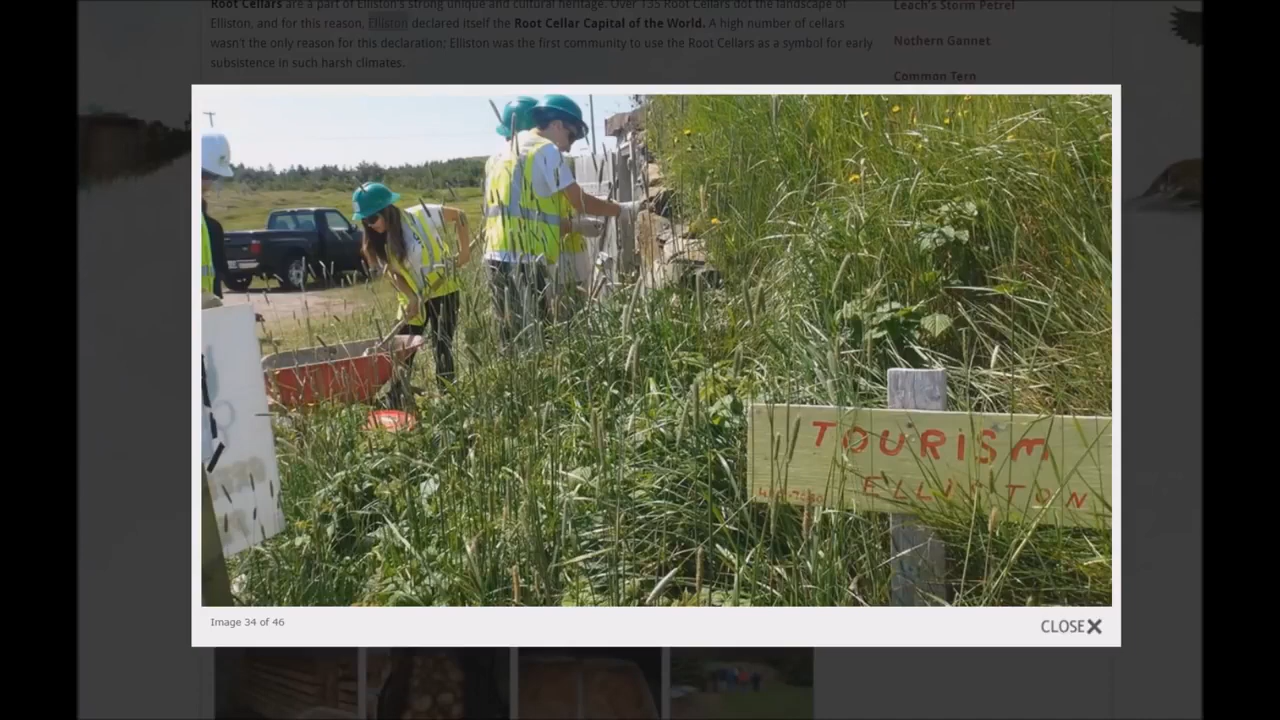 Root Cellars are a part of Elliston's strong unique and cultural heritage. Over 135 Root Cellars dot the landscape of
Elliston, and for this reason, Elliston declared itself the Root Cellar Capital of the World. A high number of cellars
wasn't the only reason for this declaration; Elliston was the first community to use the Root Cellars as a symbol for early
subsistence in such harsh climates.
Leach's Storm Petrel
Nothern Gannet
Common Tern
TOURISM
ELLISTON
Image 34 of 46
CLOSE